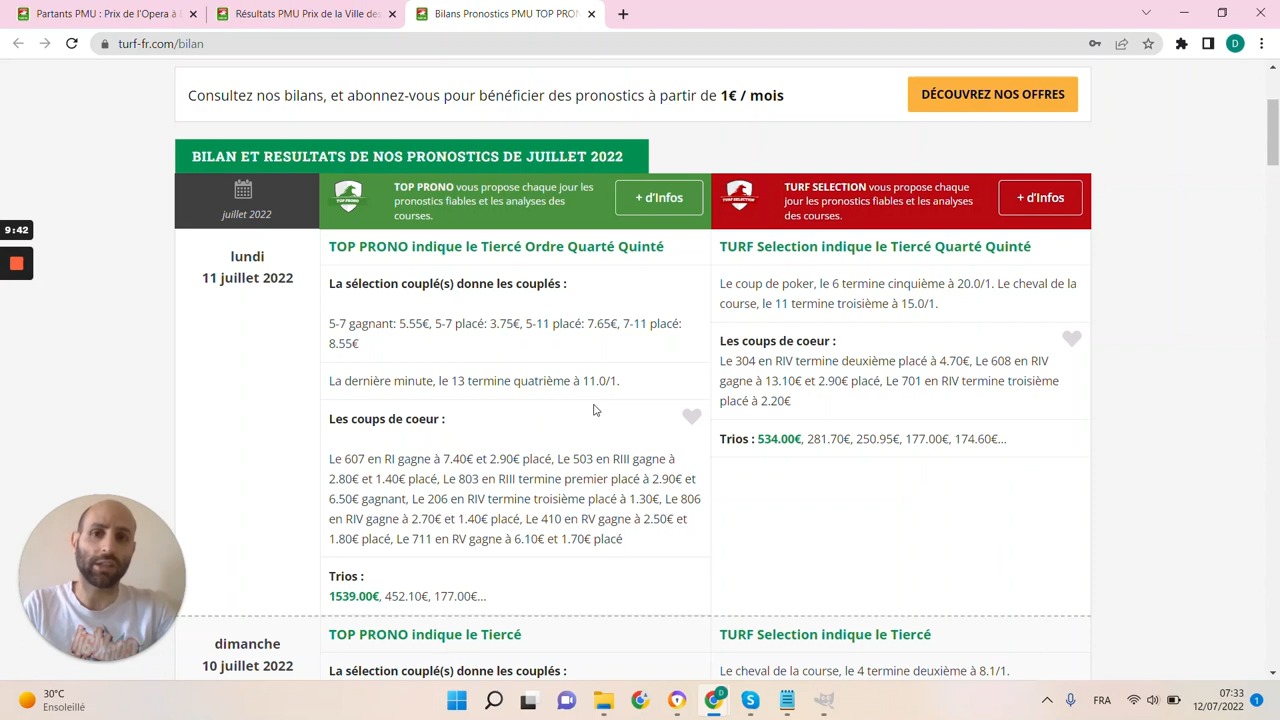 Partants PMU : Prix de l'Opera à l
Résultats PMU Prix de la Ville des
Bilans Pronostics PMU TOP PRON
turf-fr.com/bilan
D
Consultez nos bilans, et abonnez-vous pour bénéficier des pronostics à partir de 1€ / mois
DÉCOUVREZ NOS OFFRES
BILAN ET RESULTATS DE NOS PRONOSTICS DE JUILLET 2022
juillet 2022
TOP PRONO
TOP PRONO vous propose chaque jour les
pronostics fiables et les analyses des
courses.
+ d'Infos
TURF SELECTION
TURF SELECTION vous propose chaque
jour les pronostics fiables et les analyses
des courses.
+ d'Infos
9:42
lundi
11 juillet 2022
TOP PRONO indique le Tiercé Ordre Quarté Quinté
La sélection couplé(s) donne les couplés :
5-7 gagnant: 5.55€, 5-7 placé: 3.75€, 5-11 placé: 7.65€, 7-11 placé:
8.55€
La dernière minute, le 13 termine quatrième à 11.0/1.
Les coups de coeur :
Le 607 en RI gagne à 7.40€ et 2.90€ placé, Le 503 en RIII gagne à
2.80€ et 1.40€ placé, Le 803 en RIII termine premier placé à 2.90€ et
6.50€ gagnant, Le 206 en RIV termine troisième placé à 1.30€, Le 806
en RIV gagne à 2.70€ et 1.40€ placé, Le 410 en RV gagne à 2.50€ et
1.80€ placé, Le 711 en RV gagne à 6.10€ et 1.70€ placé
Trios :
1539.00€, 452.10€, 177.00€...
TURF Selection indique le Tiercé Quarté Quinté
Le coup de poker, le 6 termine cinquième à 20.0/1. Le cheval de la
course, le 11 termine troisième à 15.0/1.
Les coups de coeur :
Le 304 en RIV termine deuxième placé à 4.70€, Le 608 en RIV
gagne à 13.10€ et 2.90€ placé, Le 701 en RIV termine troisième
placé à 2.20€
Trios : 534.00€, 281.70€, 250.95€, 177.00€, 174.60€...
dimanche
10 juillet 2022
TOP PRONO indique le Tiercé
La sélection couplé(s) donne les couplés :
TURF Selection indique le Tiercé
Le cheval de la course, le 4 termine deuxième à 8.1/1.
30°C
Ensoleillé
D
FRA
07:33
12/07/2022
1